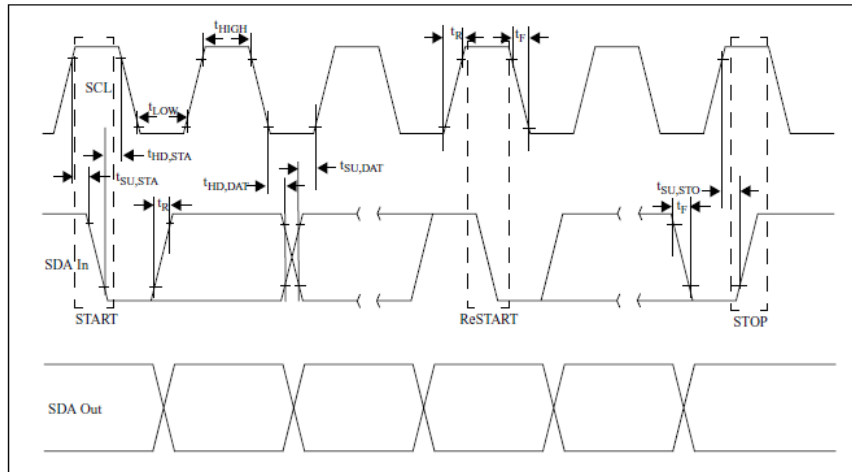 tHIGH
tR
tF
SCL
tLOW
tHD,STA
tSU,DAT
tSU,STA
tHD,DAT
tSU,STO
tR
tF
SDA In
START
ReSTART
STOP
SDA Out